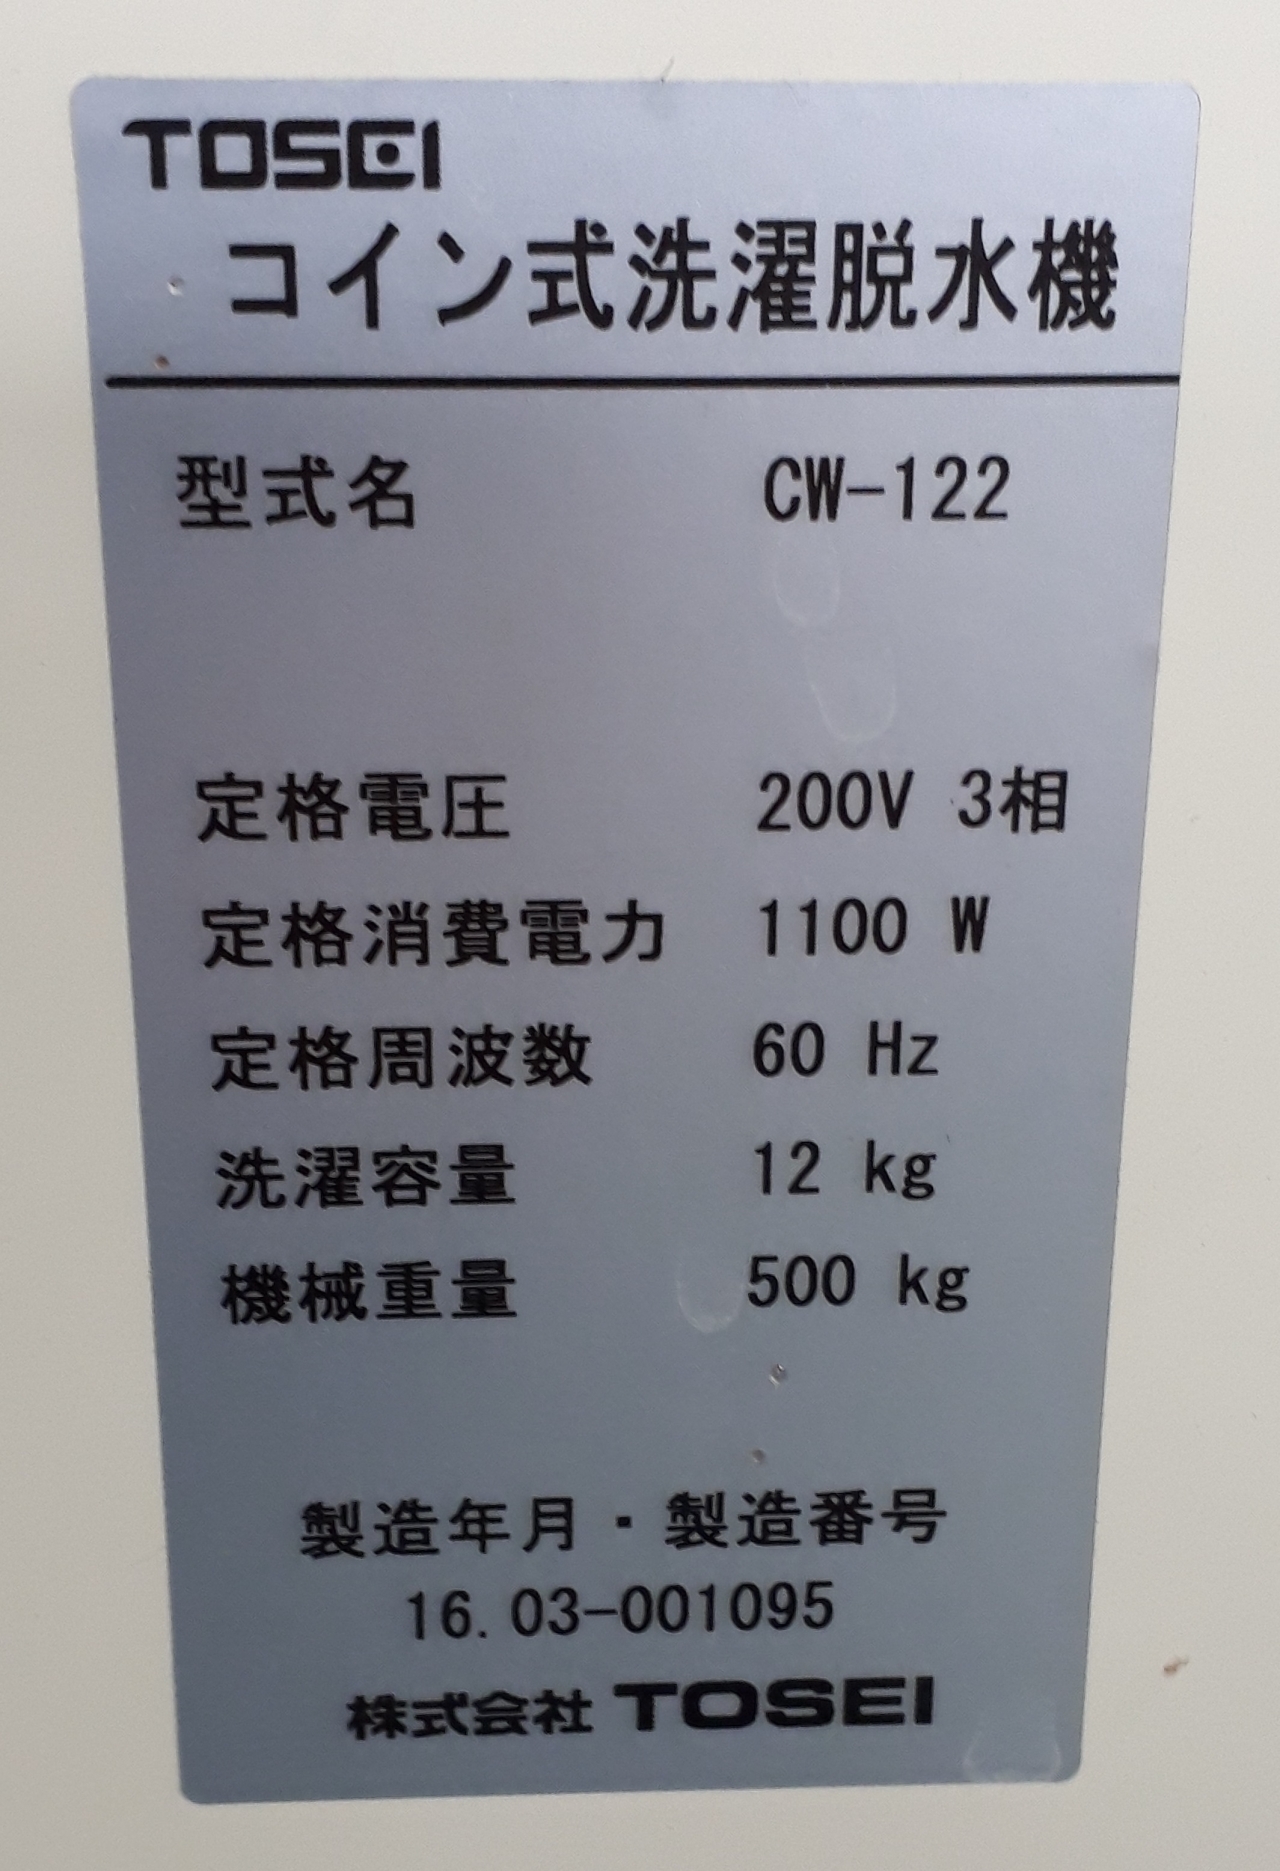 TOSEI
コイン式洗濯脱水機
型式名 CW-122
定格電圧 200V 3相
定格消費電力 1100 W
定格周波数 60 Hz
洗濯容量 12 kg
機械重量 500 kg
製造年月・製造番号
16.03-001095
株式会社 TOSEI